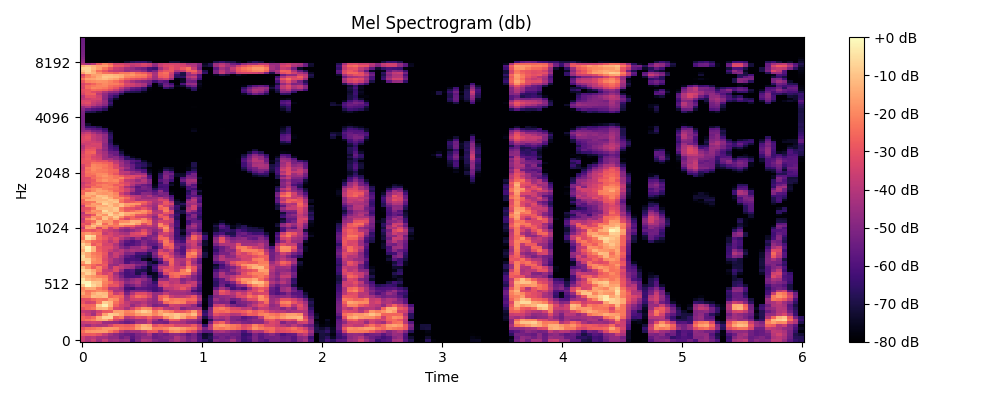 Mel Spectrogram (db)
8192
4096
2048
1024
512
0
Hz
0 1 2 3 4 5 6
Time
+0 dB
-10 dB
-20 dB
-30 dB
-40 dB
-50 dB
-60 dB
-70 dB
-80 dB